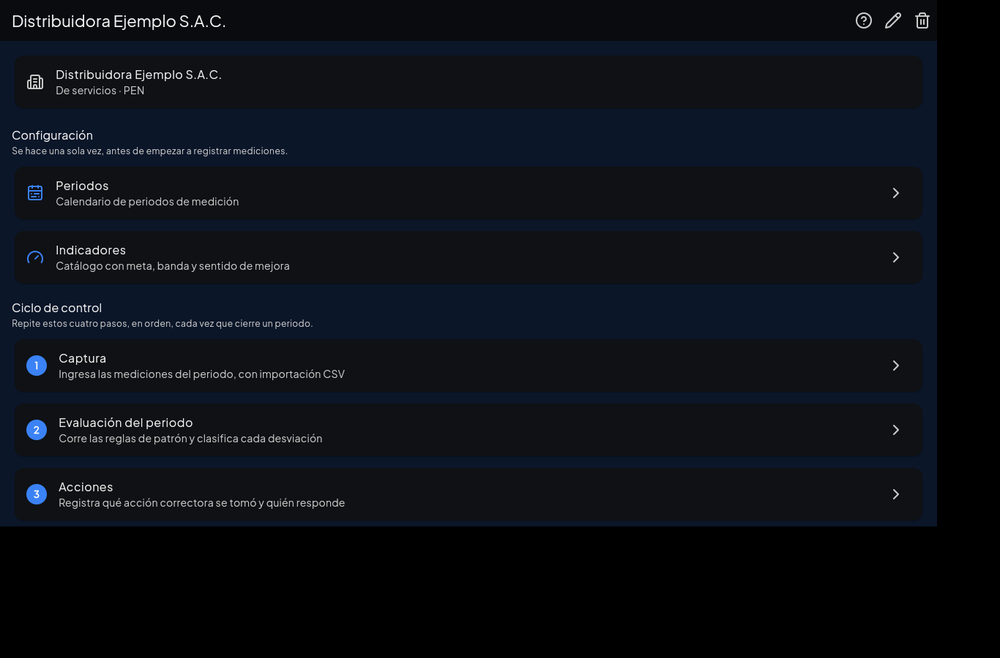 Distribuidora Ejemplo S.A.C.
Distribuidora Ejemplo S.A.C.
De servicios · PEN
Configuración
Se hace una sola vez, antes de empezar a registrar mediciones.
Periodos
Calendario de periodos de medición
Indicadores
Catálogo con meta, banda y sentido de mejora
Ciclo de control
Repite estos cuatro pasos, en orden, cada vez que cierre un periodo.
1
Captura
Ingresa las mediciones del periodo, con importación CSV
2
Evaluación del periodo
Corre las reglas de patrón y clasifica cada desviación
3
Acciones
Registra qué acción correctora se tomó y quién responde